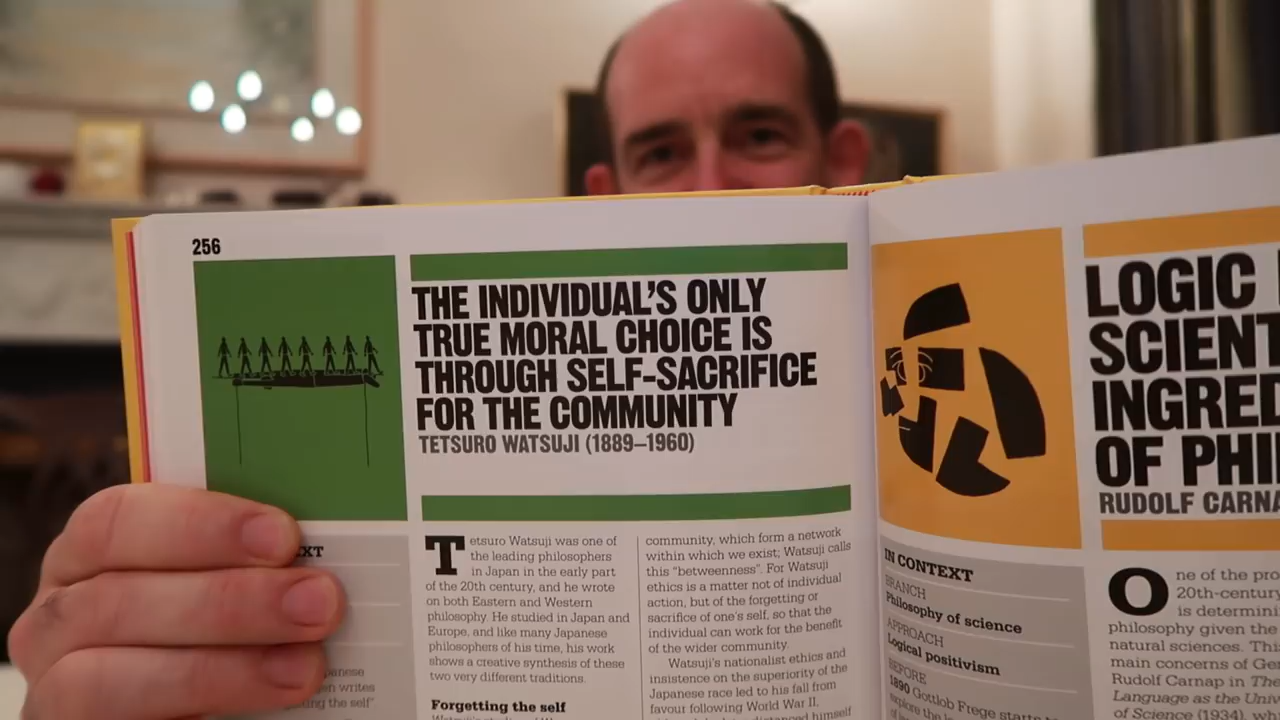 256
THE INDIVIDUAL'S ONLY
TRUE MORAL CHOICE IS
THROUGH SELF-SACRIFICE
FOR THE COMMUNITY
TETSURO WATSUJI (1889–1960)
Tetsuro Watsuji was one of
the leading philosophers
in Japan in the early part
of the 20th century, and he wrote
on both Eastern and Western
philosophy. He studied in Japan and
Europe, and like many Japanese
philosophers of his time, his work
shows a creative synthesis of these
two very different traditions.
Forgetting the self
community, which form a network
within which we exist; Watsuji calls
this "betweenness". For Watsuji
ethics is a matter not of individual
action, but of the forgetting or
sacrifice of one's self, so that the
individual can work for the benefit
of the wider community.
Watsuji's nationalist ethics and
insistence on the superiority of the
Japanese race led to his fall from
favour following World War II,
himself
LOGIC
SCIENT
INGRED
OF PHI
RUDOLF CARNA
IN CONTEXT
BRANCH
Philosophy of science
APPROACH
Logical positivism
BEFORE
1890 Gottlob Frege starts to
One of the pro
20th-century
is determini
philosophy given the
natural sciences. This
main concerns of Ger
Rudolf Carnap in The
Language as the Univ
of Science (1934), wh